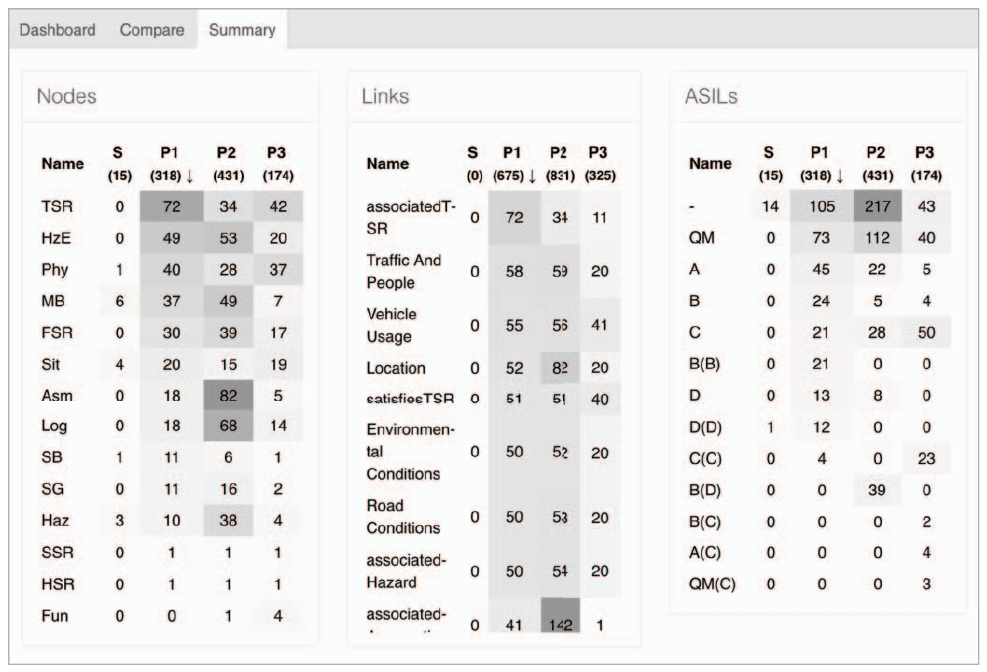 Dashboard Compare Summary
Nodes
Name S P1 P2 P3
(15) (318) ↓ (431) (174)
TSR 0 72 34 42
HzE 0 49 53 20
Phy 1 40 28 37
MB 6 37 49 7
FSR 0 30 39 17
Sit 4 20 15 19
Asm 0 18 82 5
Log 0 18 68 14
SB 1 11 6 1
SG 0 11 16 2
Haz 3 10 38 4
SSR 0 1 1 1
HSR 0 1 1 1
Fun 0 0 1 4
Links
Name S P1 P2 P3
(0) (675) ↓ (831) (325)
associatedT-
SR 0 72 34 11
Traffic And
People 0 58 59 20
Vehicle
Usage 0 55 56 41
Location 0 52 82 20
satisfiesTSR 0 51 51 40
Environmen-
tal
Conditions 0 50 52 20
Road
Conditions 0 50 53 20
associated-
Hazard 0 50 54 20
associated-
0 41 142 1
ASILs
Name S P1 P2 P3
(15) (318) ↓ (431) (174)
- 14 105 217 43
QM 0 73 112 40
A 0 45 22 5
B 0 24 5 4
C 0 21 28 50
B(B) 0 21 0 0
D 0 13 8 0
D(D) 1 12 0 0
C(C) 0 4 0 23
B(D) 0 0 39 0
B(C) 0 0 0 2
A(C) 0 0 0 4
QM(C) 0 0 0 3